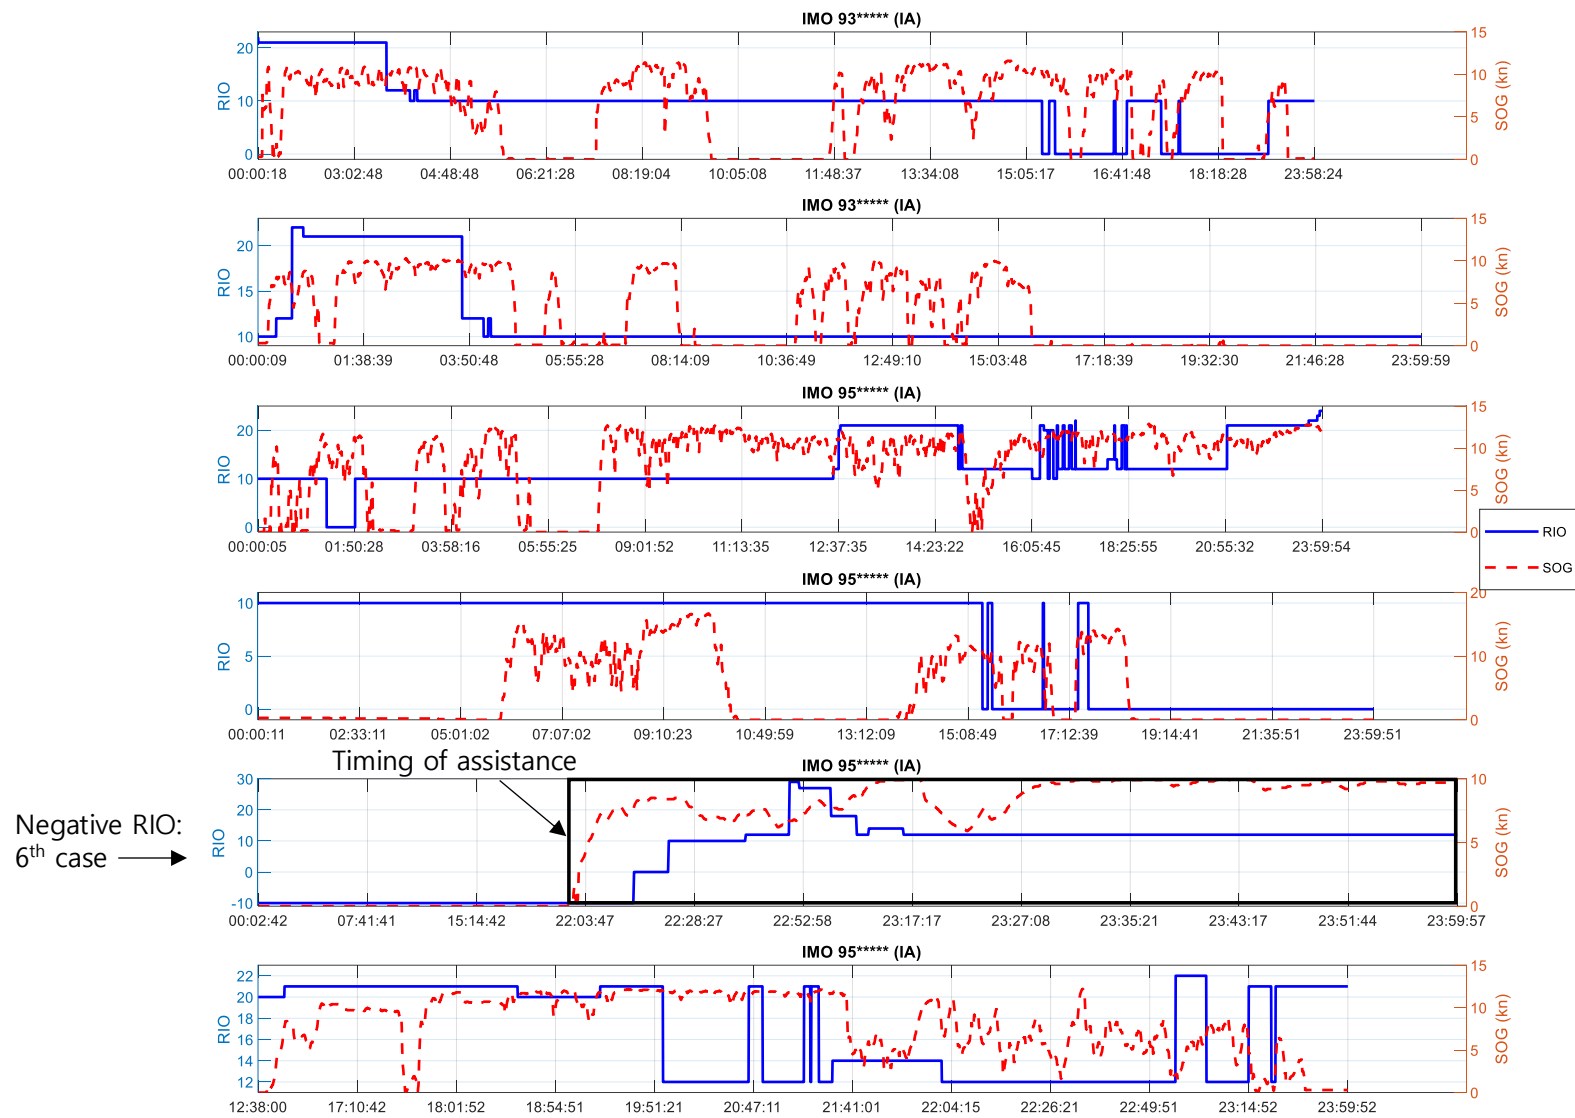 IMO 93***** (IA)
20
10
0
RIO
15
10
5
0
SOG (kn)
00:00:18 03:02:48 04:48:48 06:21:28 08:19:04 10:05:08 11:48:37 13:34:08 15:05:17 16:41:48 18:18:28 23:58:24
IMO 93***** (IA)
20
15
10
RIO
15
10
5
0
SOG (kn)
00:00:09 01:38:39 03:50:48 05:55:28 08:14:09 10:36:49 12:49:10 15:03:48 17:18:39 19:32:30 21:46:28 23:59:59
IMO 95***** (IA)
20
10
0
RIO
15
10
5
0
SOG (kn)
00:00:05 01:50:28 03:58:16 05:55:25 09:01:52 11:13:35 12:37:35 14:23:22 16:05:45 18:25:55 20:55:32 23:59:54
RIO
SOG
IMO 95***** (IA)
10
5
0
RIO
20
10
0
SOG (kn)
00:00:11 02:33:11 05:01:02 07:07:02 09:10:23 10:49:59 13:12:09 15:08:49 17:12:39 19:14:41 21:35:51 23:59:51
Timing of assistance
IMO 95***** (IA)
Negative RIO:
6th case
30
20
10
0
-10
RIO
10
5
0
SOG (kn)
00:02:42 07:41:41 15:14:42 22:03:47 22:28:27 22:52:58 23:17:17 23:27:08 23:35:21 23:43:17 23:51:44 23:59:57
IMO 95***** (IA)
22
20
18
16
14
12
RIO
15
10
5
0
SOG (kn)
12:38:00 17:10:42 18:01:52 18:54:51 19:51:21 20:47:11 21:41:01 22:04:15 22:26:21 22:49:51 23:14:52 23:59:52